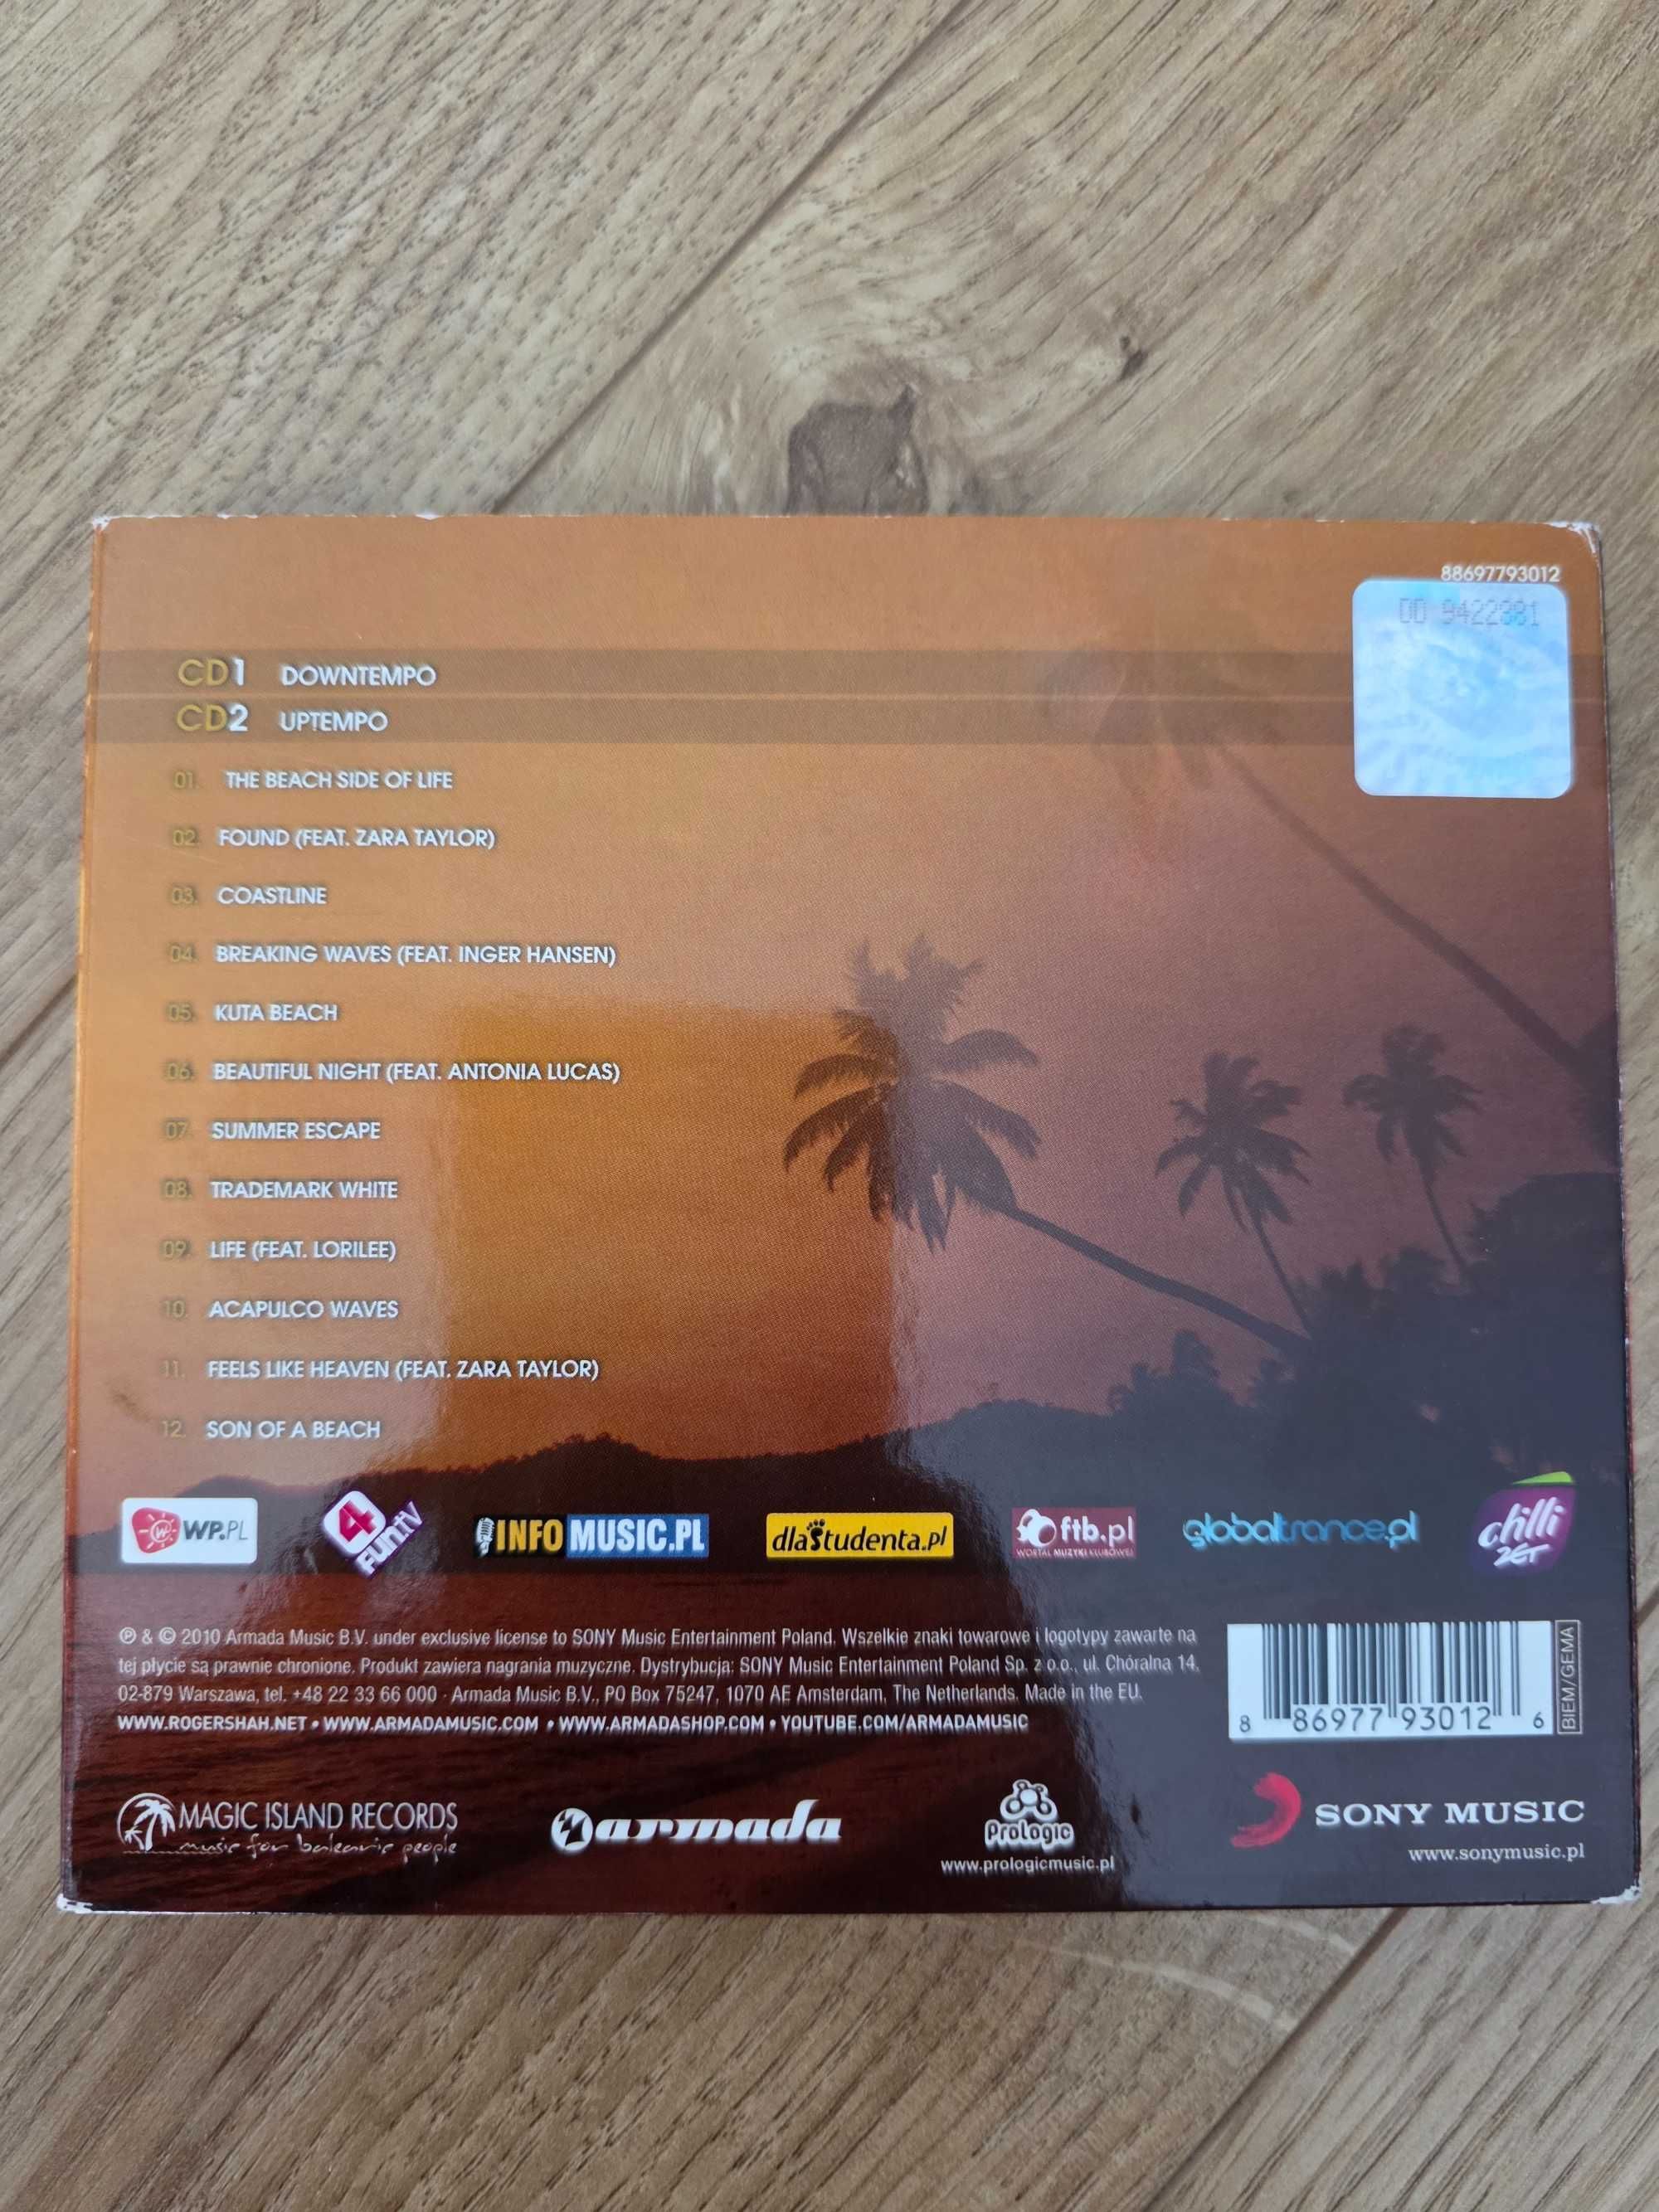 88697793012
DD 9422381
CD1 DOWNTEMPO
CD2 UPTEMPO
01. THE BEACH SIDE OF LIFE
02. FOUND (FEAT. ZARA TAYLOR)
03. COASTLINE
04. BREAKING WAVES (FEAT. INGER HANSEN)
05. KUTA BEACH
06. BEAUTIFUL NIGHT (FEAT. ANTONIA LUCAS)
07. SUMMER ESCAPE
08. TRADEMARK WHITE
09. LIFE (FEAT. LORILEE)
10. ACAPULCO WAVES
11. FEELS LIKE HEAVEN (FEAT. ZARA TAYLOR)
12. SON OF A BEACH
WP.PL 4FUN.TV INFOMUSIC.PL dlaStudenta.pl ftb.pl globaltrance.pl chilli ZET
WORTAL MUZYKI KLUBOWEJ
℗ & © 2010 Armada Music B.V. under exclusive license to SONY Music Entertainment Poland. Wszelkie znaki towarowe i logotypy zawarte na
tej płycie są prawnie chronione. Produkt zawiera nagrania muzyczne. Dystrybucja: SONY Music Entertainment Poland Sp. z o.o., ul. Chóralna 14,
02-879 Warszawa, tel. +48 22 33 66 000 · Armada Music B.V., PO Box 75247, 1070 AE Amsterdam, The Netherlands. Made in the EU.
WWW.ROGERSHAH.NET • WWW.ARMADAMUSIC.COM • WWW.ARMADASHOP.COM • YOUTUBE.COM/ARMADAMUSIC
8 86977 93012 6
BIEM/GEMA
MAGIC ISLAND RECORDS
music for balearic people
armada
ProLogic
www.prologicmusic.pl
SONY MUSIC
www.sonymusic.pl